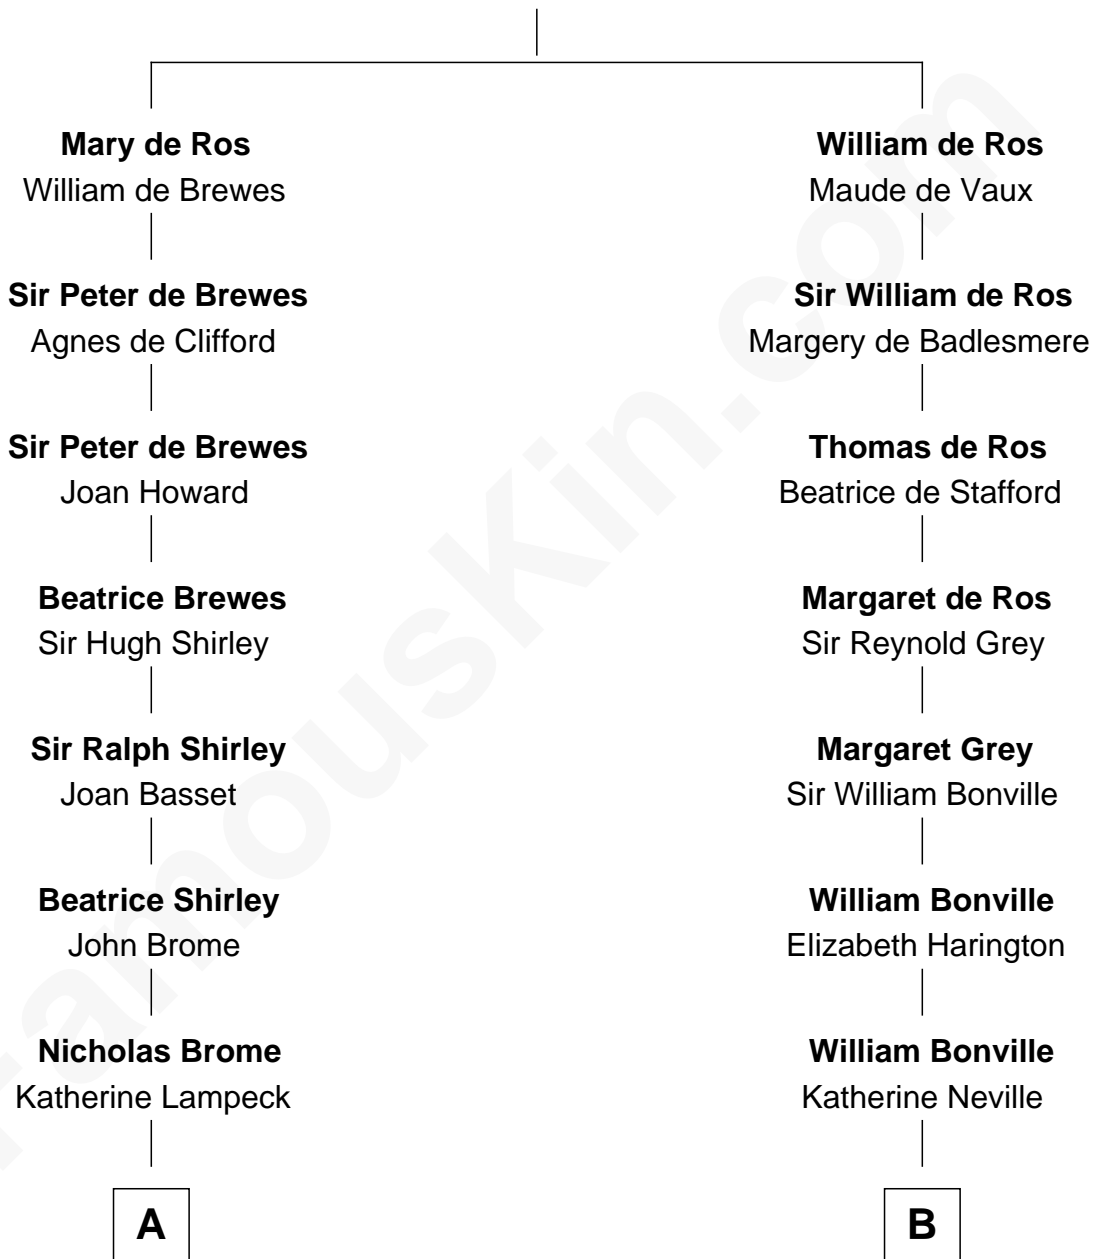 Mary de Ros
William de Brewes
Sir Peter de Brewes
Agnes de Clifford
Sir Peter de Brewes
Joan Howard
Beatrice Brewes
Sir Hugh Shirley
Sir Ralph Shirley
Joan Basset
Beatrice Shirley
John Brome
Nicholas Brome
Katherine Lampeck
A
William de Ros
Maude de Vaux
Sir William de Ros
Margery de Badlesmere
Thomas de Ros
Beatrice de Stafford
Margaret de Ros
Sir Reynold Grey
Margaret Grey
Sir William Bonville
William Bonville
Elizabeth Harington
William Bonville
Katherine Neville
B
FamousKin.com